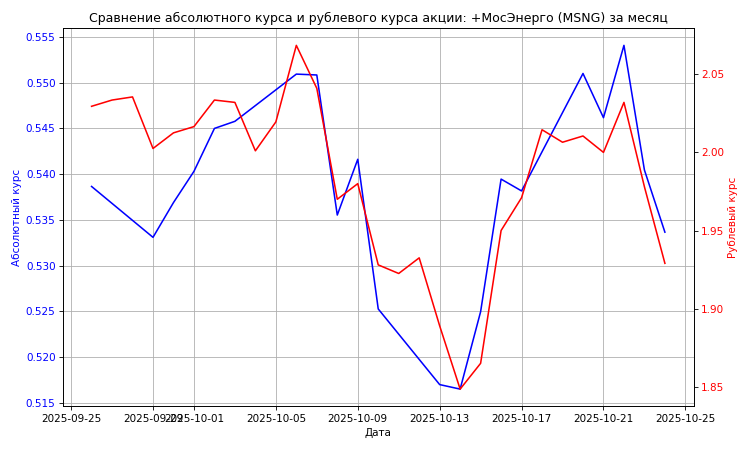 Сравнение абсолютного курса и рублевого курса акции: +МосЭнерго (MSNG) за месяц
0.555
0.550
0.545
0.540
0.535
0.530
0.525
0.520
0.515
Абсолютный курс
2.05
2.00
1.95
1.90
1.85
Рублевый курс
2025-09-25 2025-09-29 2025-10-01 2025-10-05 2025-10-09 2025-10-13 2025-10-17 2025-10-21 2025-10-25
Дата